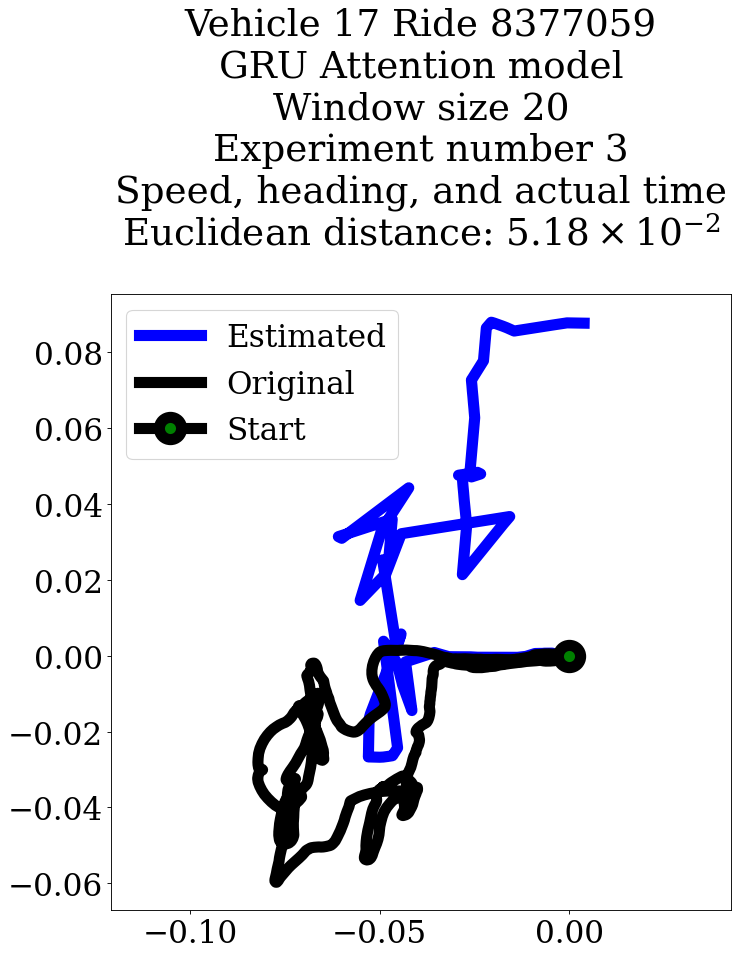 Vehicle 17 Ride 8377059
GRU Attention model
Window size 20
Experiment number 3
Speed, heading, and actual time
Euclidean distance: 5.18 × 10⁻²
Estimated
Original
Start
0.08
0.06
0.04
0.02
0.00
−0.02
−0.04
−0.06
−0.10
−0.05
0.00